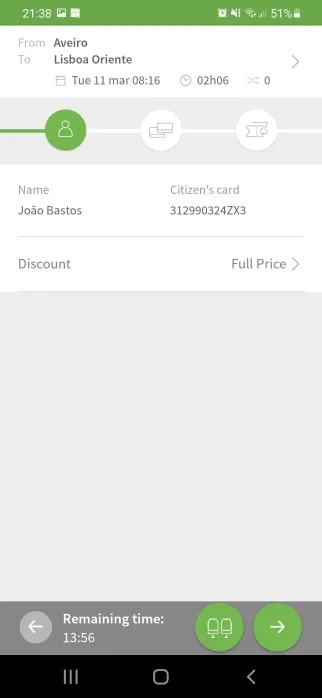 21:38 51%
From Aveiro
To Lisboa Oriente
Tue 11 mar 08:16 02h06 0
Name Citizen's card
João Bastos 312990324ZX3
Discount Full Price
Remaining time:
13:56